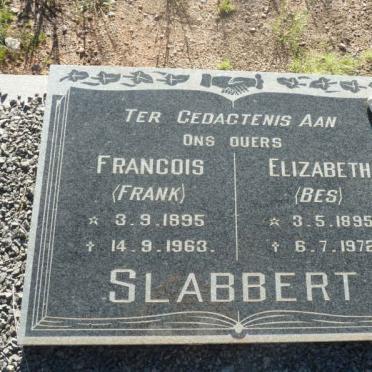 TER GEDAGTENIS AAN
ONS OUERS
FRANCOIS
(FRANK)
☆ 3.9.1895
† 14.9.1963.
ELIZABETH
(BES)
☆ 3.5.1895
† 6.7.1972
SLABBERT